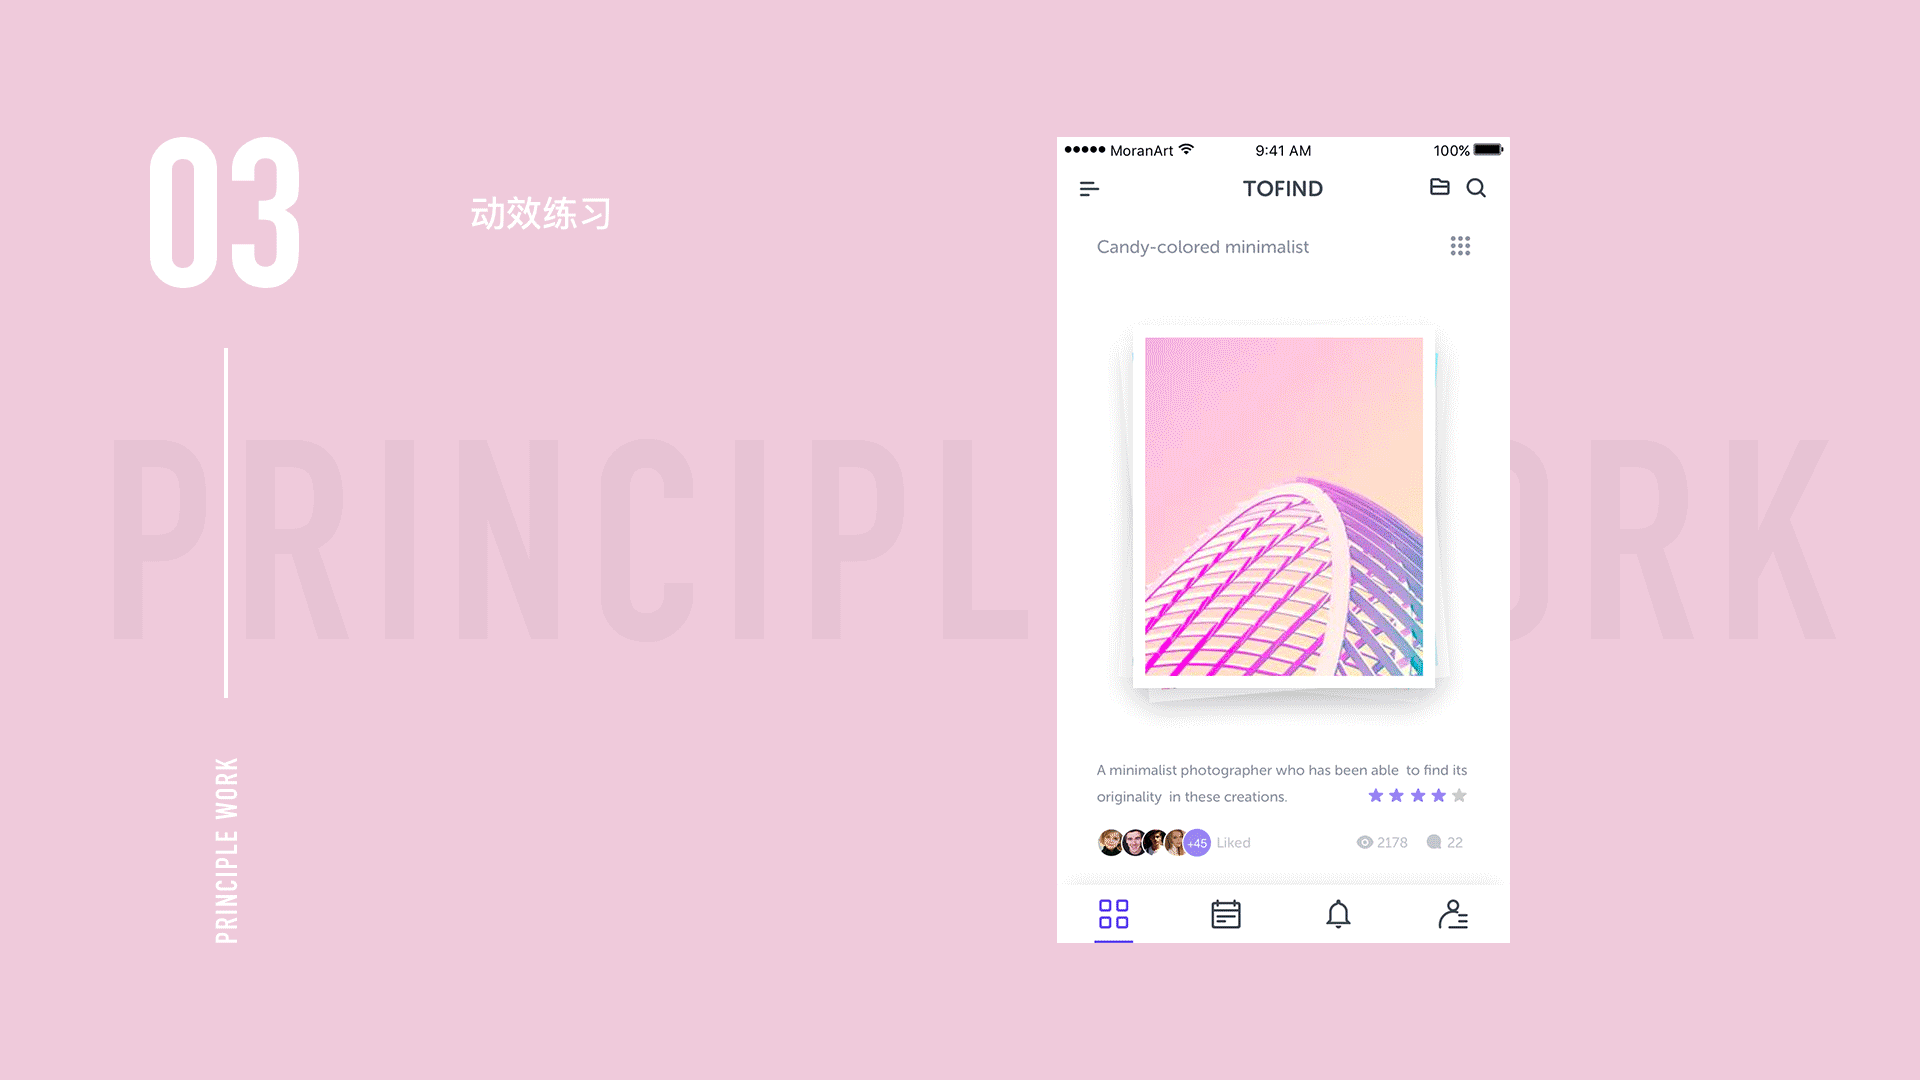 03
动效练习
PRINCIPL
ORK
PRINCIPLE WORK
MoranArt
9:41 AM
100%
TOFIND
Candy-colored minimalist
A minimalist photographer who has been able to find its
originality in these creations.
+45
Liked
2178
22